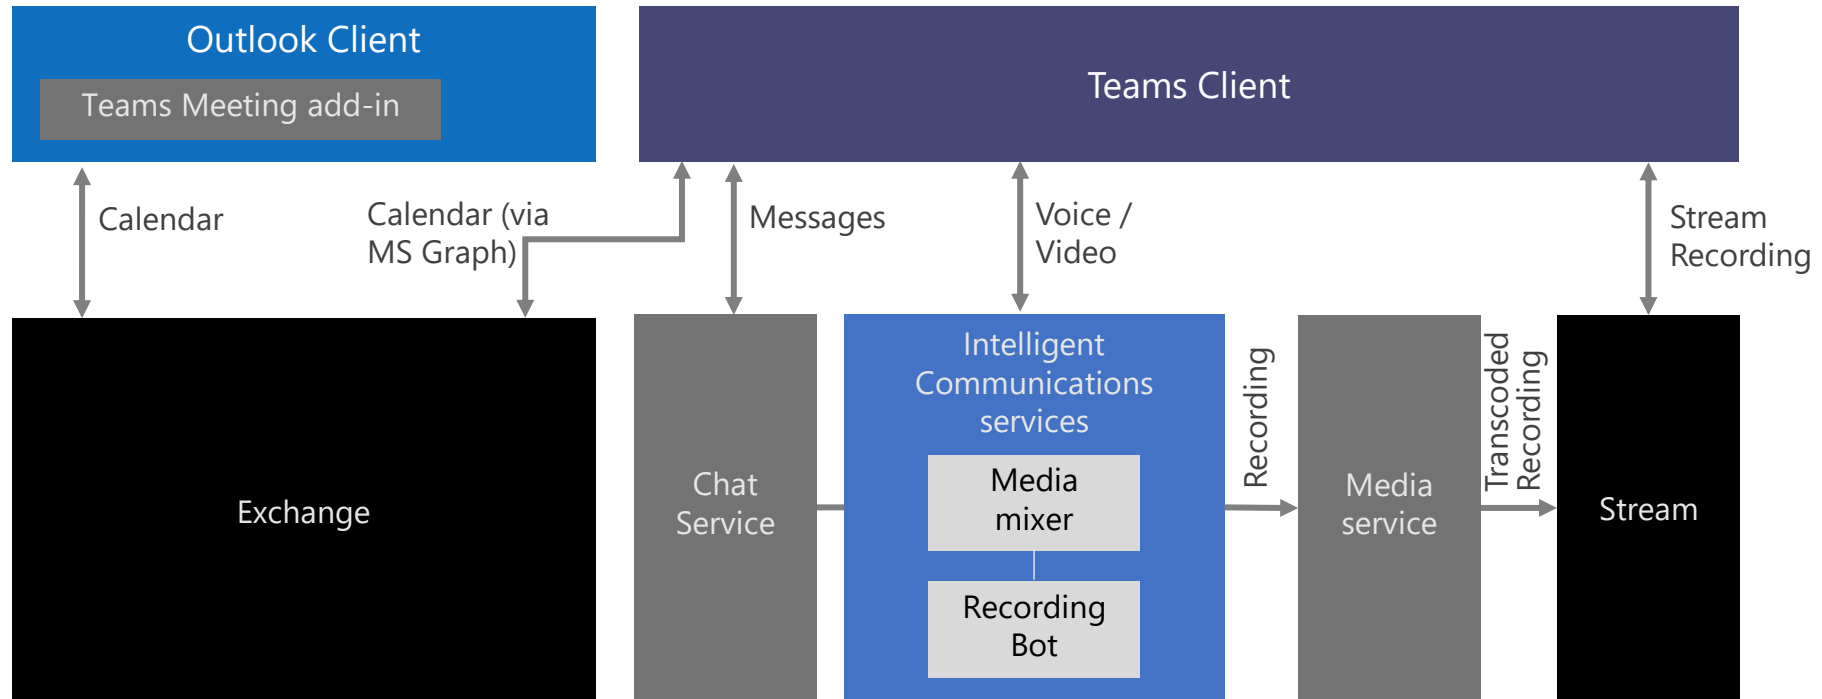 Outlook Client
Teams Meeting add-in
Teams Client
Calendar
Calendar (via
MS Graph)
Messages
Voice /
Video
Stream
Recording
Exchange
Chat
Service
Intelligent
Communications
services
Media
mixer
Recording
Bot
Recording
Media
service
Transcoded
Recording
Stream